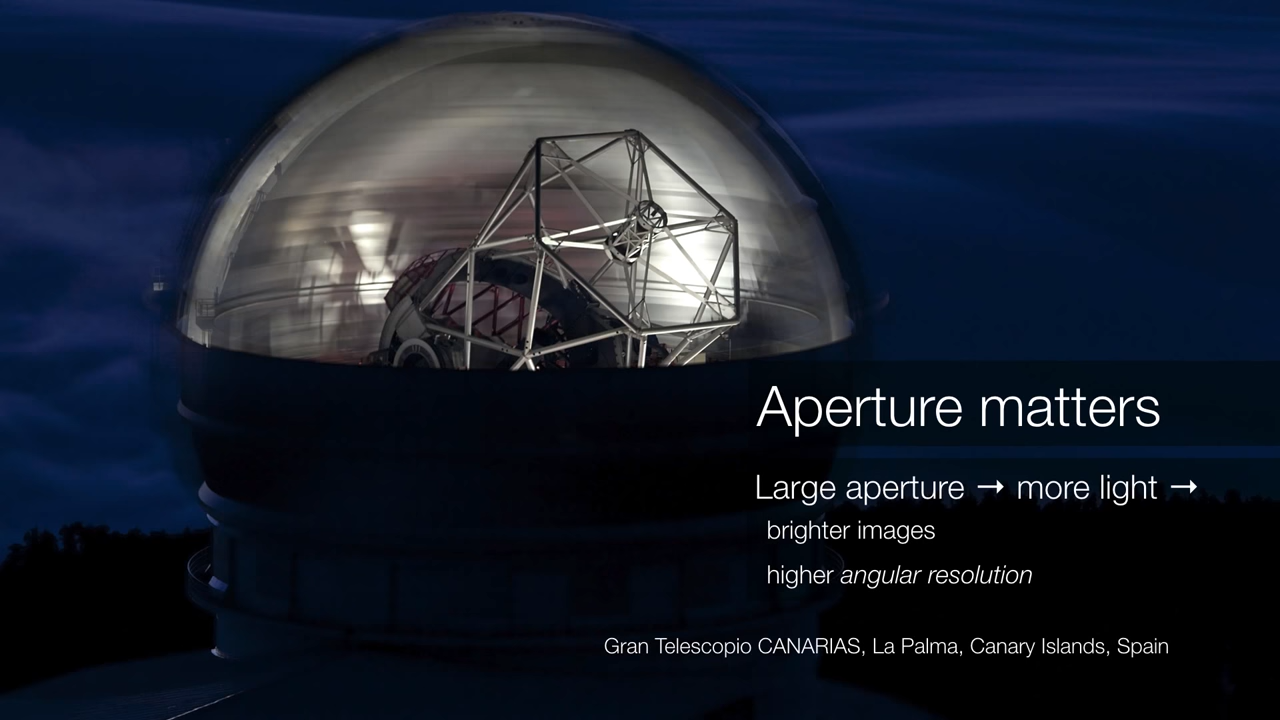 Aperture matters
Large aperture → more light →
brighter images
higher angular resolution
Gran Telescopio CANARIAS, La Palma, Canary Islands, Spain